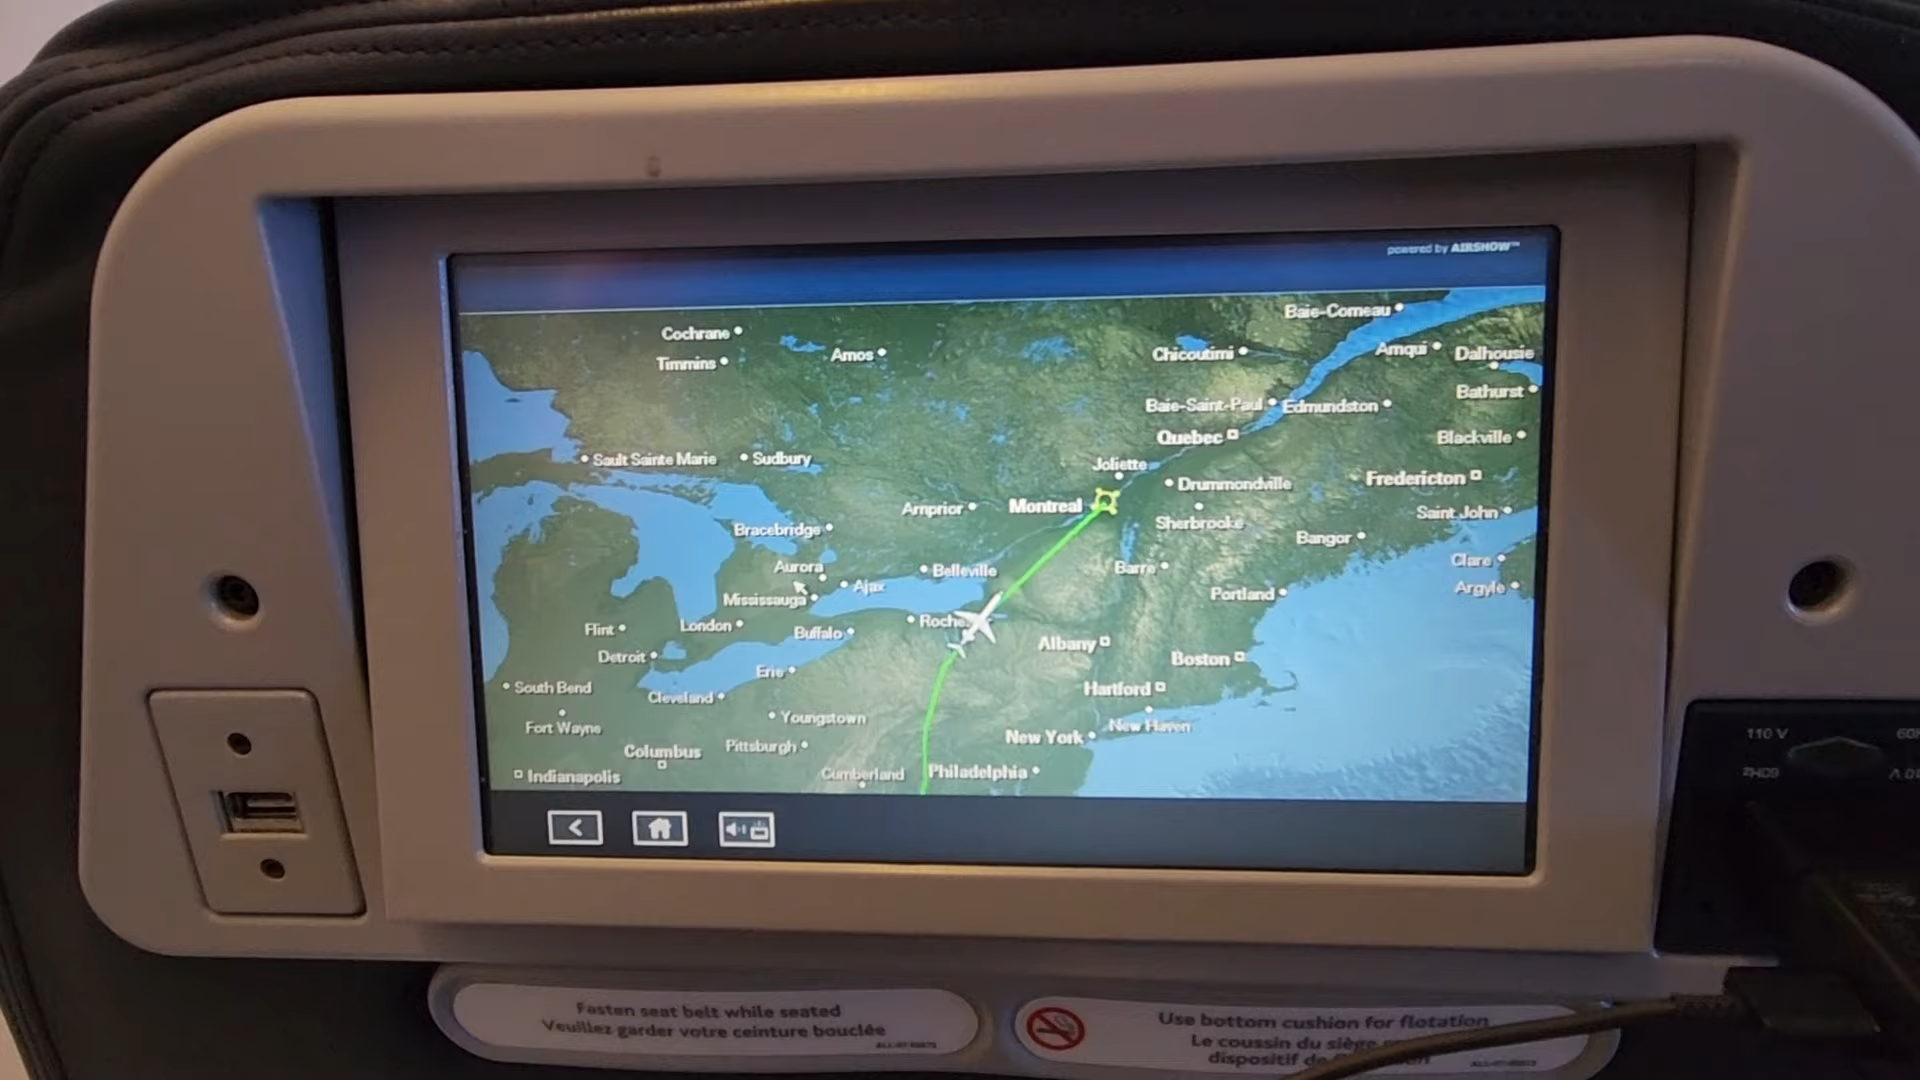 powered by AIRSHOW™
Baie-Comeau
Cochrane
Timmins
Amos
Chicoutimi
Amqui
Dalhousie
Bathurst
Baie-Saint-Paul
Edmundston
Quebec
Blackville
Sault Sainte Marie
Sudbury
Joliette
Drummondville
Fredericton
Arnprior
Montreal
Sherbrooke
Saint John
Bracebridge
Bangor
Aurora
Ajax
Belleville
Barre
Clare
Mississauga
Portland
Argyle
Flint
London
Buffalo
Roche
Albany
Detroit
Erie
Boston
South Bend
Cleveland
Hartford
Fort Wayne
Youngstown
New Haven
Columbus
Pittsburgh
New York
Indianapolis
Cumberland
Philadelphia
110 V
Fasten seat belt while seated
Veuillez garder votre ceinture bouclée
Use bottom cushion for flotation
Le coussin du siège
dispositif de